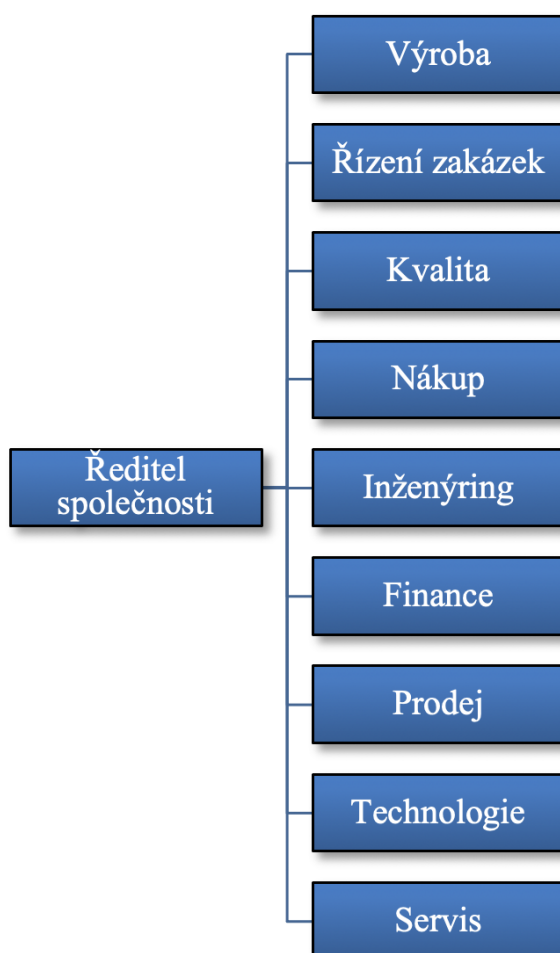 Výroba
Řízení zakázek
Kvalita
Nákup
Ředitel
společnosti
Inženýring
Finance
Prodej
Technologie
Servis